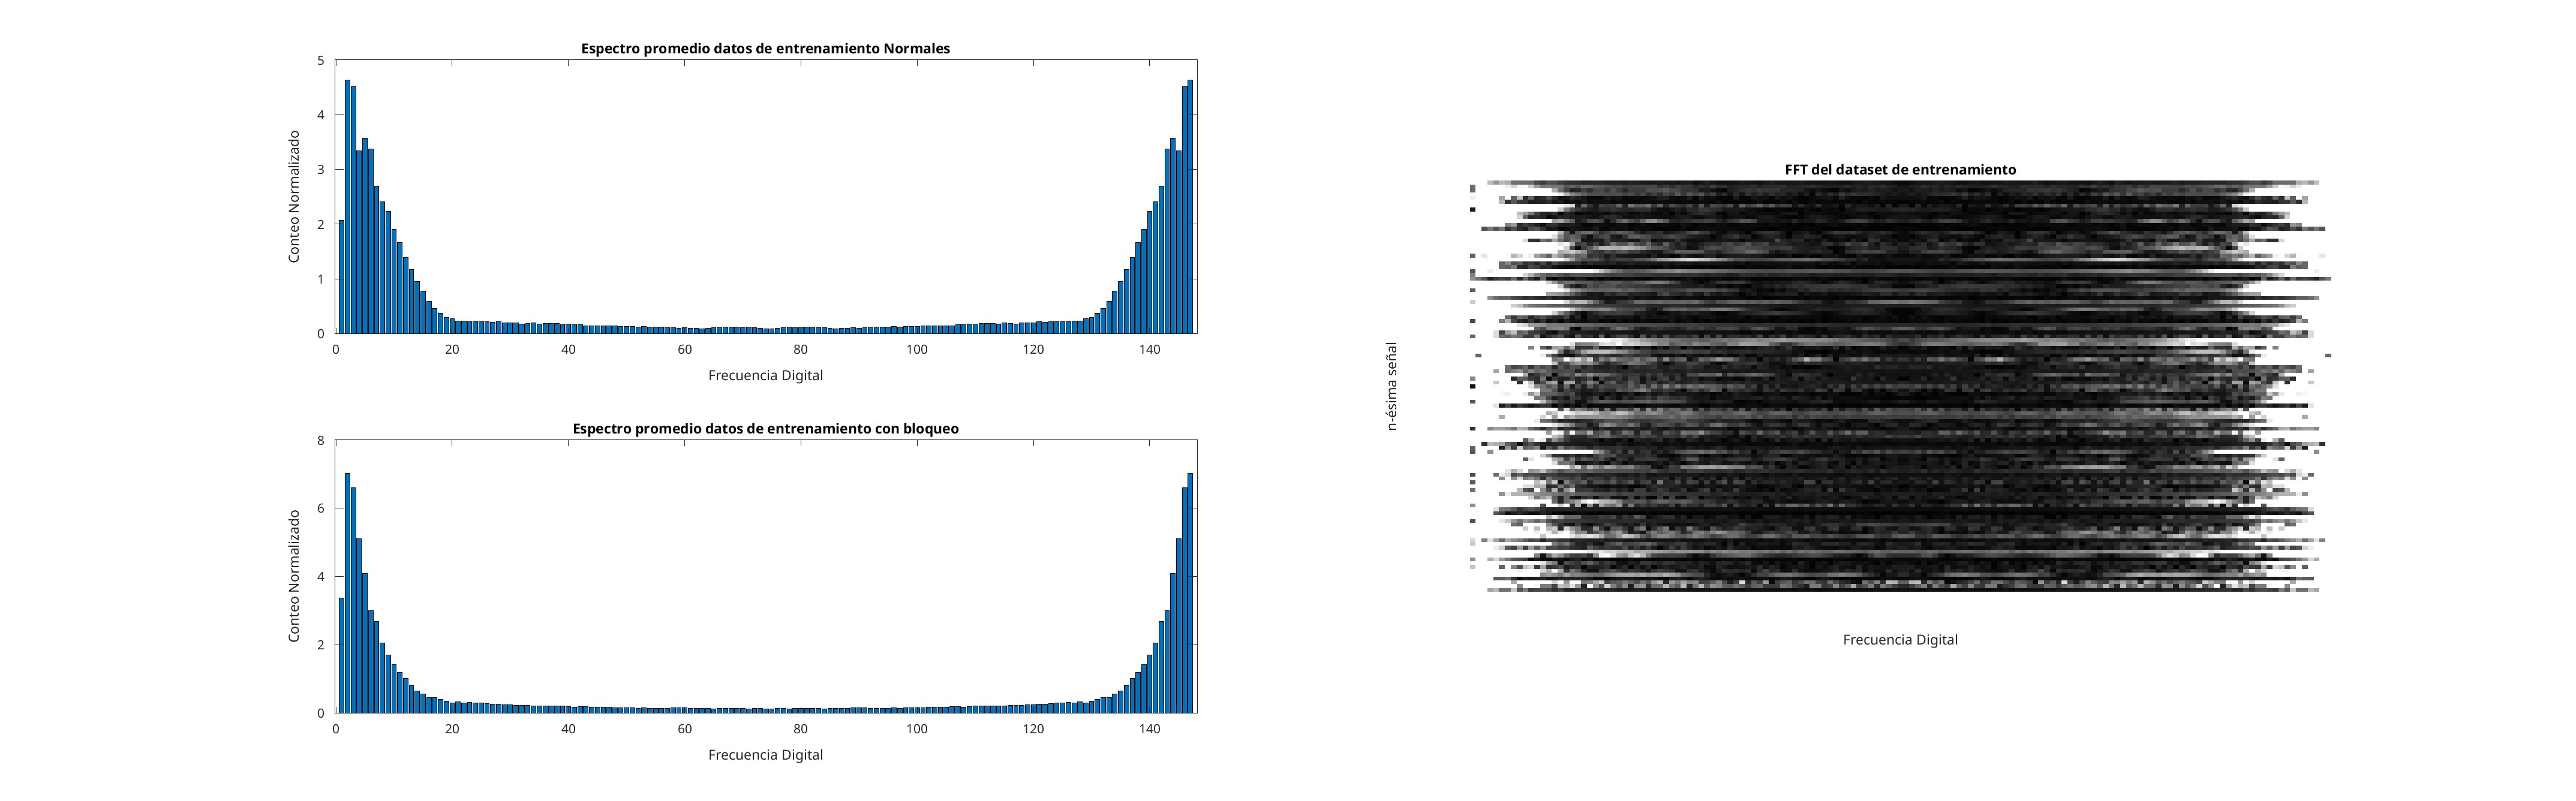 Espectro promedio datos de entrenamiento Normales
5
4
3
2
1
0
Conteo Normalizado
0 20 40 60 80 100 120 140
Frecuencia Digital
Espectro promedio datos de entrenamiento con bloqueo
8
6
4
2
0
Conteo Normalizado
0 20 40 60 80 100 120 140
Frecuencia Digital
FFT del dataset de entrenamiento
n-ésima señal
Frecuencia Digital